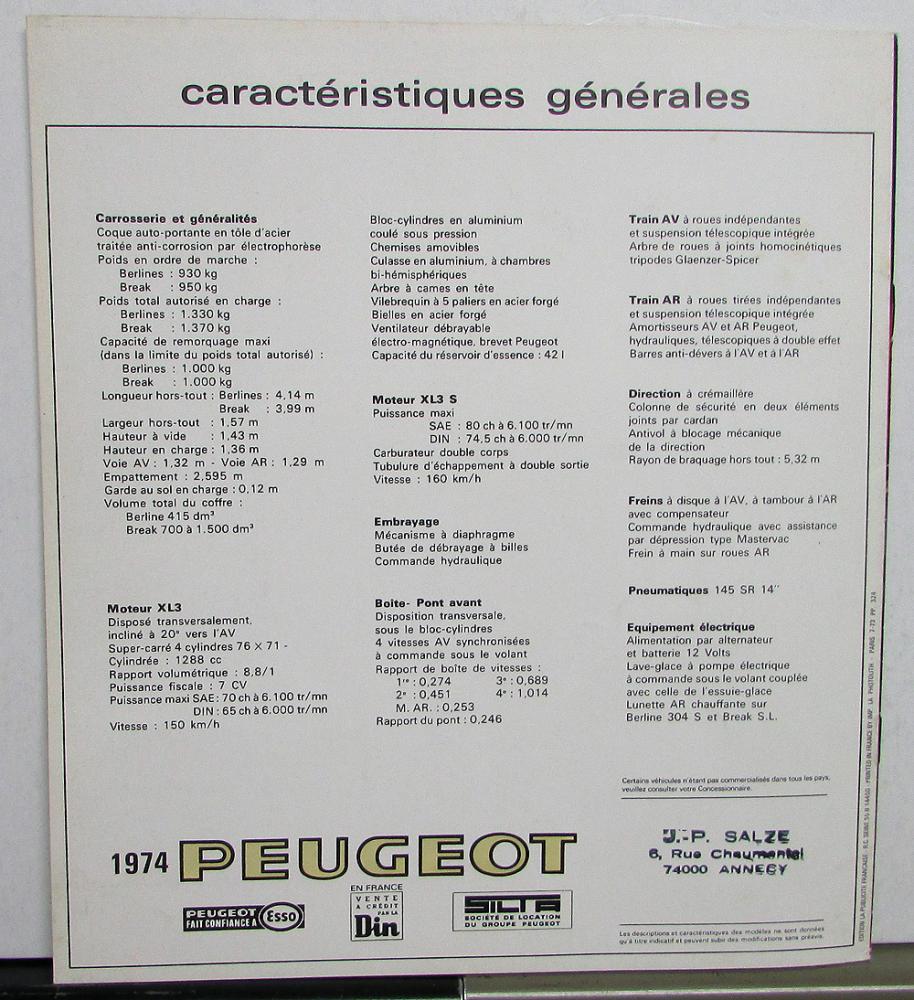 caractéristiques générales
Carrosserie et généralités
Coque auto-portante en tôle d'acier
traitée anti-corrosion par électrophorèse
Poids en ordre de marche :
Berlines : 930 kg
Break : 950 kg
Poids total autorisé en charge :
Berlines : 1.330 kg
Break : 1.370 kg
Capacité de remorquage maxi
(dans la limite du poids total autorisé) :
Berlines : 1.000 kg
Break : 1.000 kg
Longueur hors-tout : Berlines : 4,14 m
Break : 3,99 m
Largeur hors-tout : 1,57 m
Hauteur à vide : 1,43 m
Hauteur en charge : 1,36 m
Voie AV : 1,32 m - Voie AR : 1,29 m
Empattement : 2,595 m
Garde au sol en charge : 0,12 m
Volume total du coffre :
Berline 415 dm³
Break 700 à 1.500 dm³
Moteur XL3
Disposé transversalement,
incliné à 20° vers l'AV
Super-carré 4 cylindres 76 X 71 -
Cylindrée : 1288 cc
Rapport volumétrique : 8,8/1
Puissance fiscale : 7 CV
Puissance maxi SAE : 70 ch à 6.100 tr/mn
DIN : 65 ch à 6.000 tr/mn
Vitesse : 150 km/h
Bloc-cylindres en aluminium
coulé sous pression
Chemises amovibles
Culasse en aluminium, à chambres
bi-hémisphériques
Arbre à cames en tête
Vilebrequin à 5 paliers en acier forgé
Bielles en acier forgé
Ventilateur débrayable
électro-magnétique, brevet Peugeot
Capacité du réservoir d'essence : 42 l
Moteur XL3 S
Puissance maxi
SAE : 80 ch à 6.100 tr/mn
DIN : 74,5 ch à 6.000 tr/mn
Carburateur double corps
Tubulure d'échappement à double sortie
Vitesse : 160 km/h
Embrayage
Mécanisme à diaphragme
Butée de débrayage à billes
Commande hydraulique
Boîte- Pont avant
Disposition transversale,
sous le bloc-cylindres
4 vitesses AV synchronisées
à commande sous le volant
Rapport de boîte de vitesses :
1re : 0,274 3e : 0,689
2e : 0,451 4e : 1,014
M. AR. : 0,253
Rapport du pont : 0,246
Train AV à roues indépendantes
et suspension télescopique intégrée
Arbre de roues à joints homocinétiques
tripodes Glaenzer-Spicer
Train AR à roues tirées indépendantes
et suspension télescopique intégrée
Amortisseurs AV et AR Peugeot,
hydrauliques, télescopiques à double effet
Barres anti-dévers à l'AV et à l'AR
Direction à crémaillère
Colonne de sécurité en deux éléments
joints par cardan
Antivol à blocage mécanique
de la direction
Rayon de braquage hors tout : 5,32 m
Freins à disque à l'AV, à tambour à l'AR
avec compensateur
Commande hydraulique avec assistance
par dépression type Mastervac
Frein à main sur roues AR
Pneumatiques 145 SR 14"
Equipement électrique
Alimentation par alternateur
et batterie 12 Volts
Lave-glace à pompe électrique
à commande sous le volant couplée
avec celle de l'essuie-glace
Lunette AR chauffante sur
Berline 304 S et Break S.L.
Certains véhicules n'étant pas commercialisés dans tous les pays,
veuillez consulter votre Concessionnaire.
J.-P. SALZE
6, Rue Chaumontel
74000 ANNECY
1974 PEUGEOT
PEUGEOT
FAIT CONFIANCE A
Esso
EN FRANCE
VENTE
A CRÉDIT
PAR LA
Din
SILTA
SOCIÉTÉ DE LOCATION
DU GROUPE PEUGEOT
Les descriptions et caractéristiques des modèles ne sont données
qu'à titre indicatif et peuvent subir des modifications sans préavis.
EDITION LA PUBLICITE FRANCAISE
PRINTED IN FRANCE BY IMP. LA PHOTOLITH - PARIS 7-73 PP 324